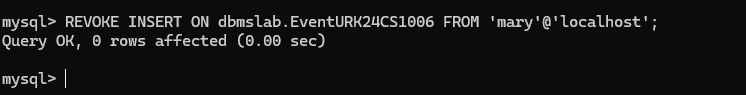 mysql> REVOKE INSERT ON dbmslab.EventURK24CS1006 FROM 'mary'@'localhost';
Query OK, 0 rows affected (0.00 sec)
mysql>